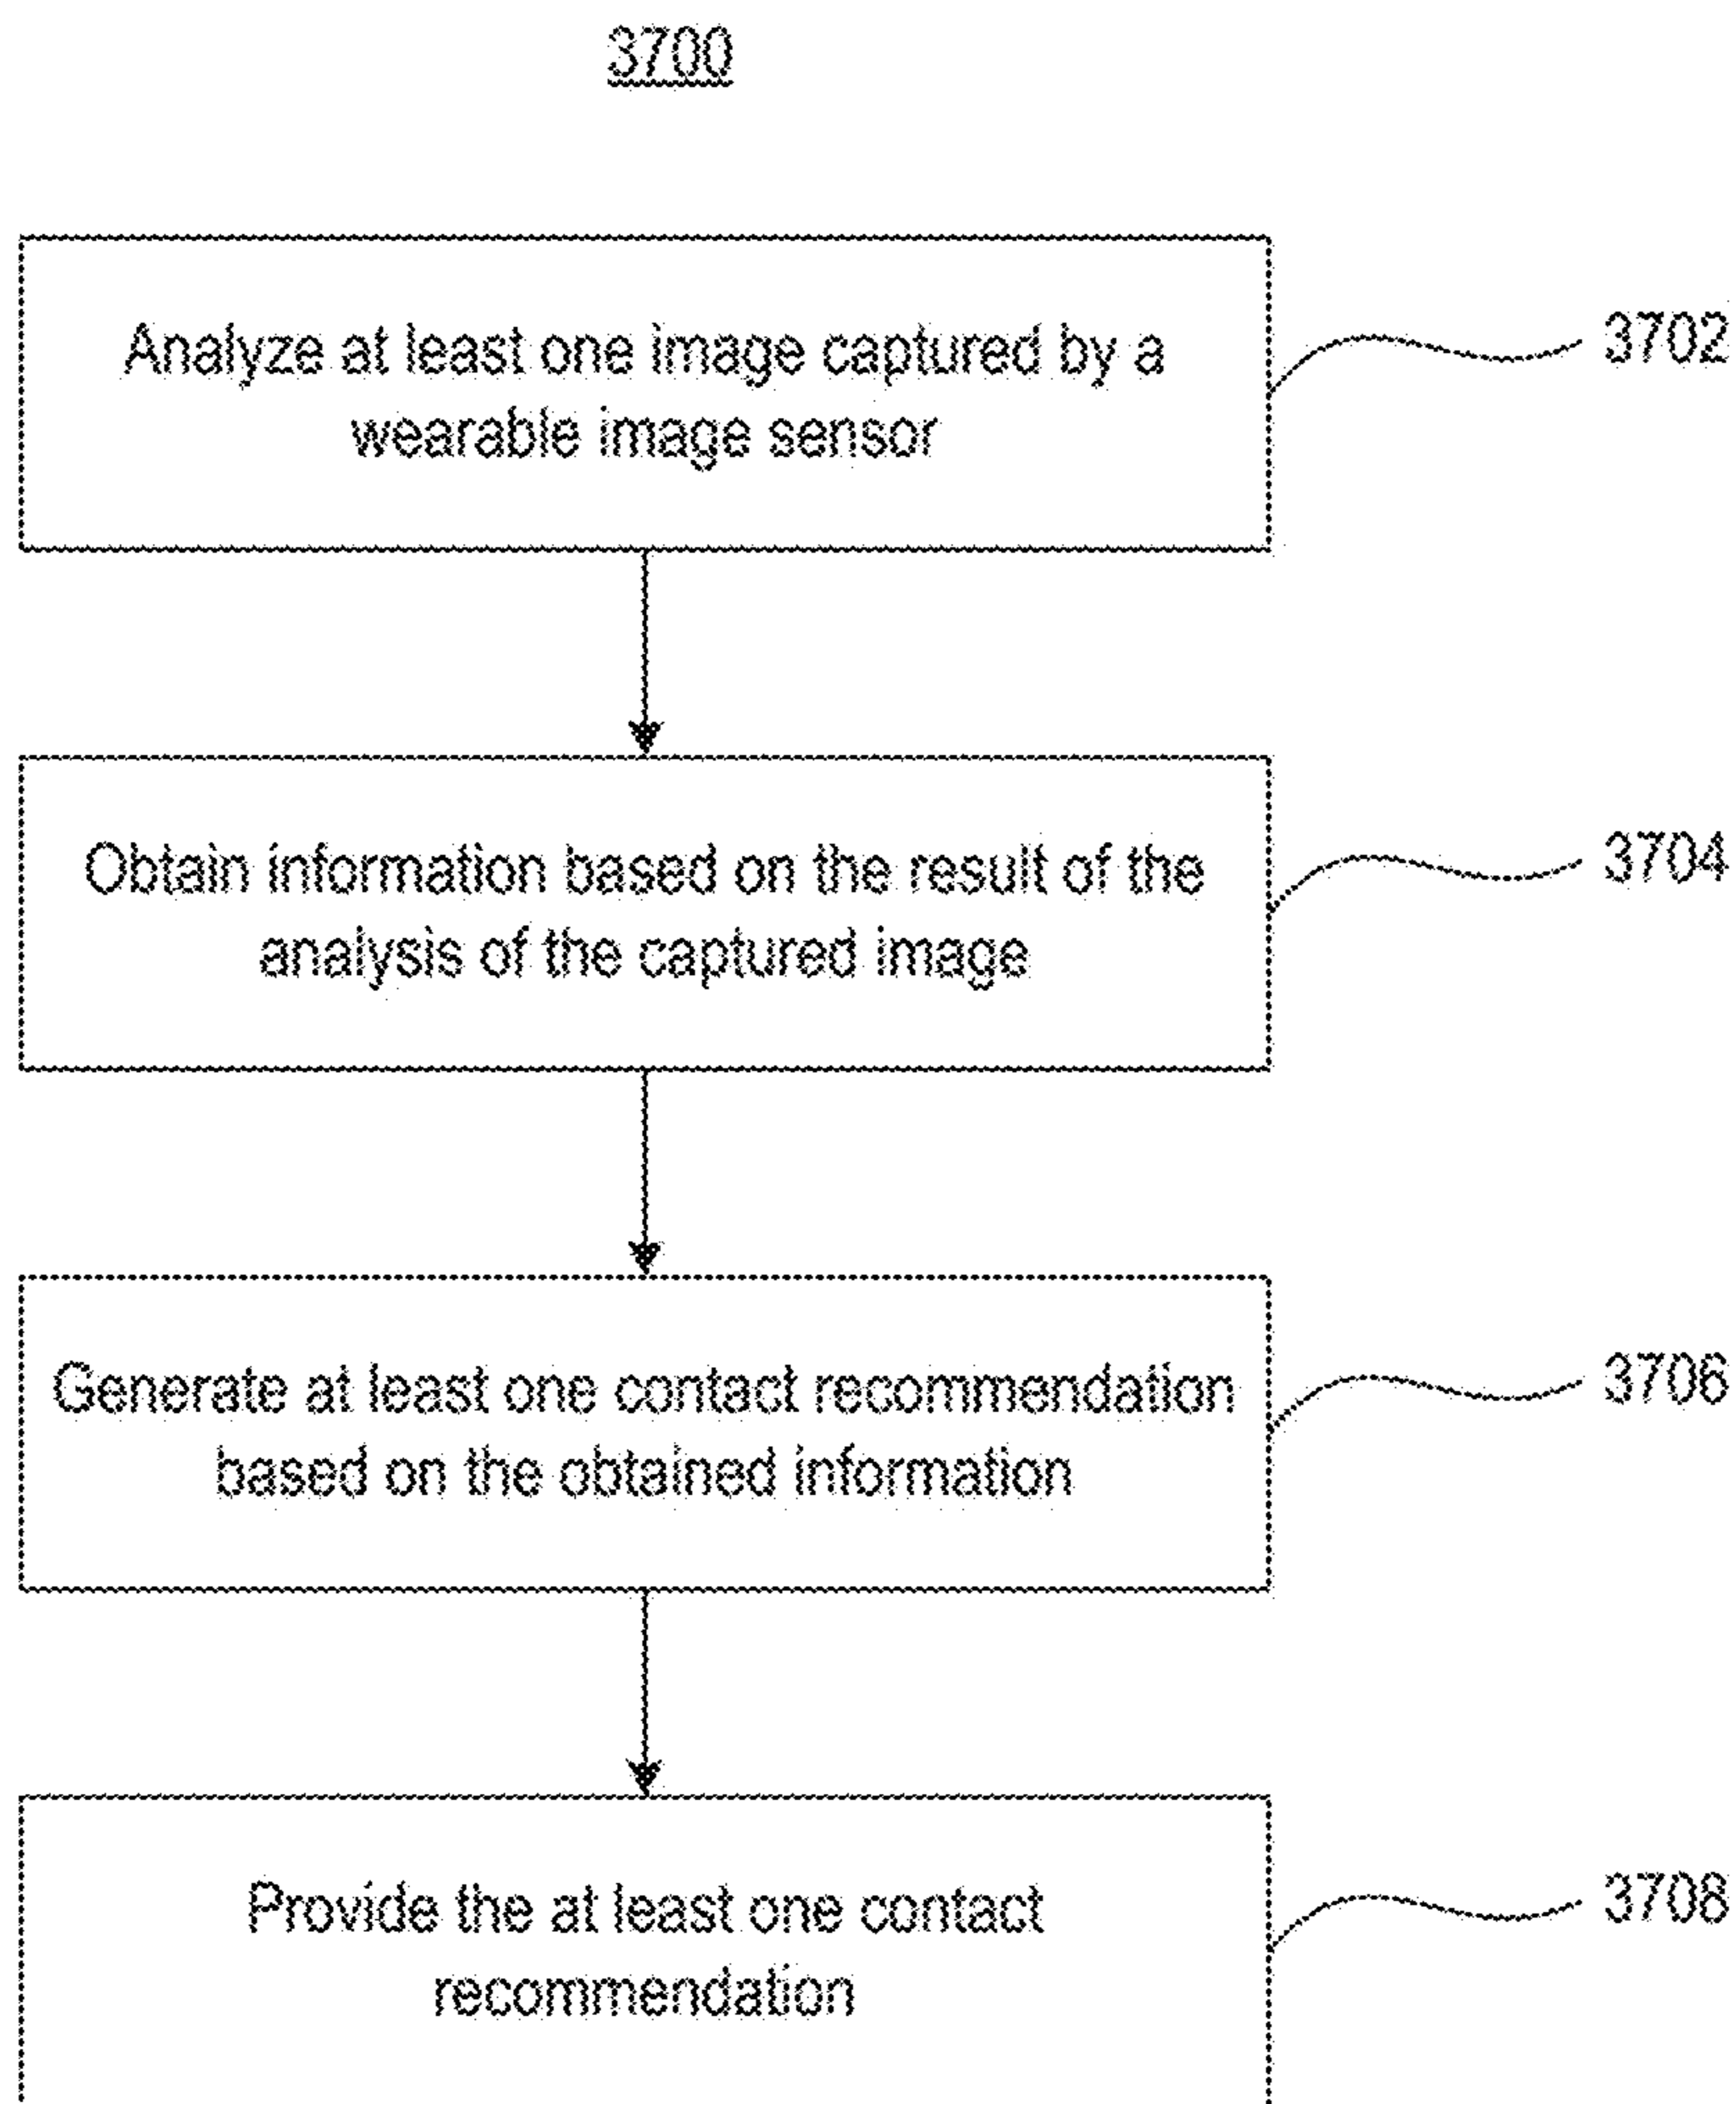 3700
Analyze at least one image captured by a
wearable image sensor
3702
Obtain information based on the result of the
analysis of the captured image
3704
Generate at least one contact recommendation
based on the obtained information
3706
Provide the at least one contact
recommendation
3708